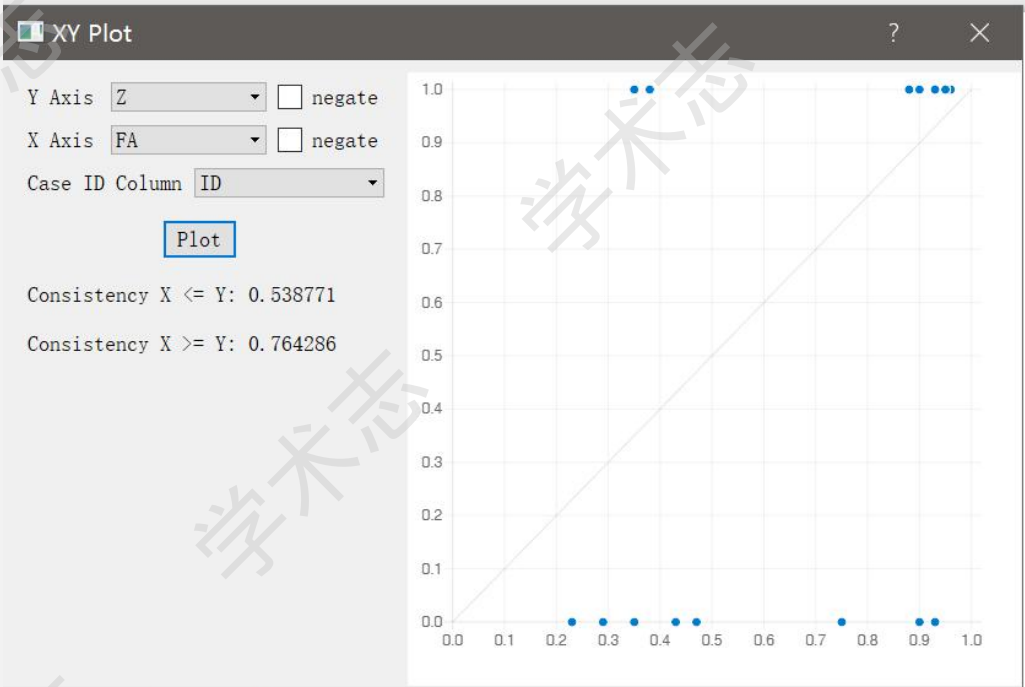 XY Plot
Y Axis Z negate
X Axis FA negate
Case ID Column ID
Plot
Consistency X <= Y: 0.538771
Consistency X >= Y: 0.764286
1.0
0.9
0.8
0.7
0.6
0.5
0.4
0.3
0.2
0.1
0.0
0.0 0.1 0.2 0.3 0.4 0.5 0.6 0.7 0.8 0.9 1.0
学术志
学术志
学术志
志